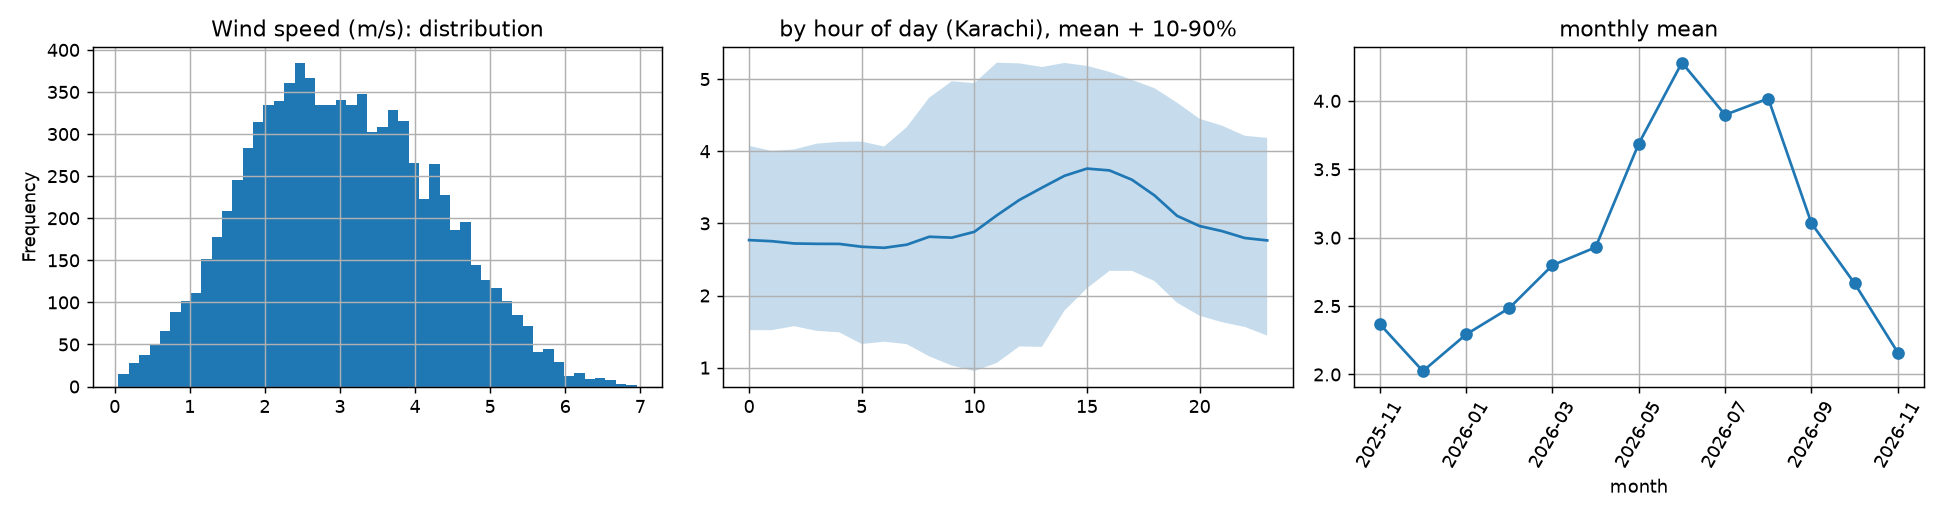 Wind speed (m/s): distribution
Frequency
400
350
300
250
200
150
100
50
0
0 1 2 3 4 5 6 7
by hour of day (Karachi), mean + 10-90%
5
4
3
2
1
0 5 10 15 20
monthly mean
4.0
3.5
3.0
2.5
2.0
2025-11 2026-01 2026-03 2026-05 2026-07 2026-09 2026-11
month